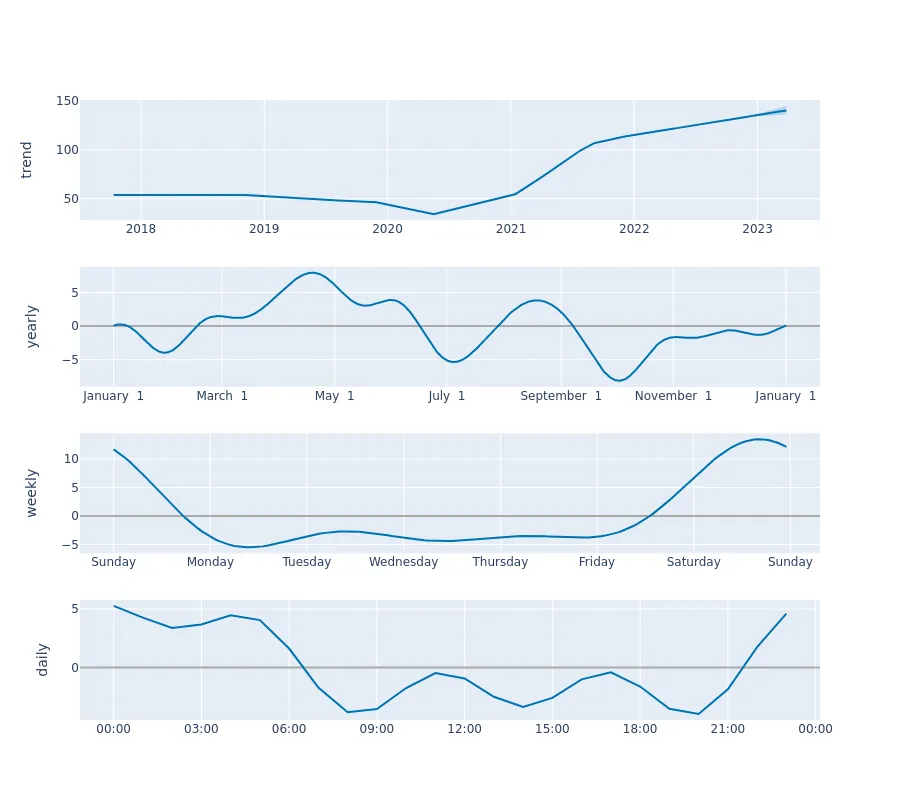 trend
150
100
50
2018 2019 2020 2021 2022 2023
yearly
5
0
−5
January 1 March 1 May 1 July 1 September 1 November 1 January 1
weekly
10
5
0
−5
Sunday Monday Tuesday Wednesday Thursday Friday Saturday Sunday
daily
5
0
00:00 03:00 06:00 09:00 12:00 15:00 18:00 21:00 00:00